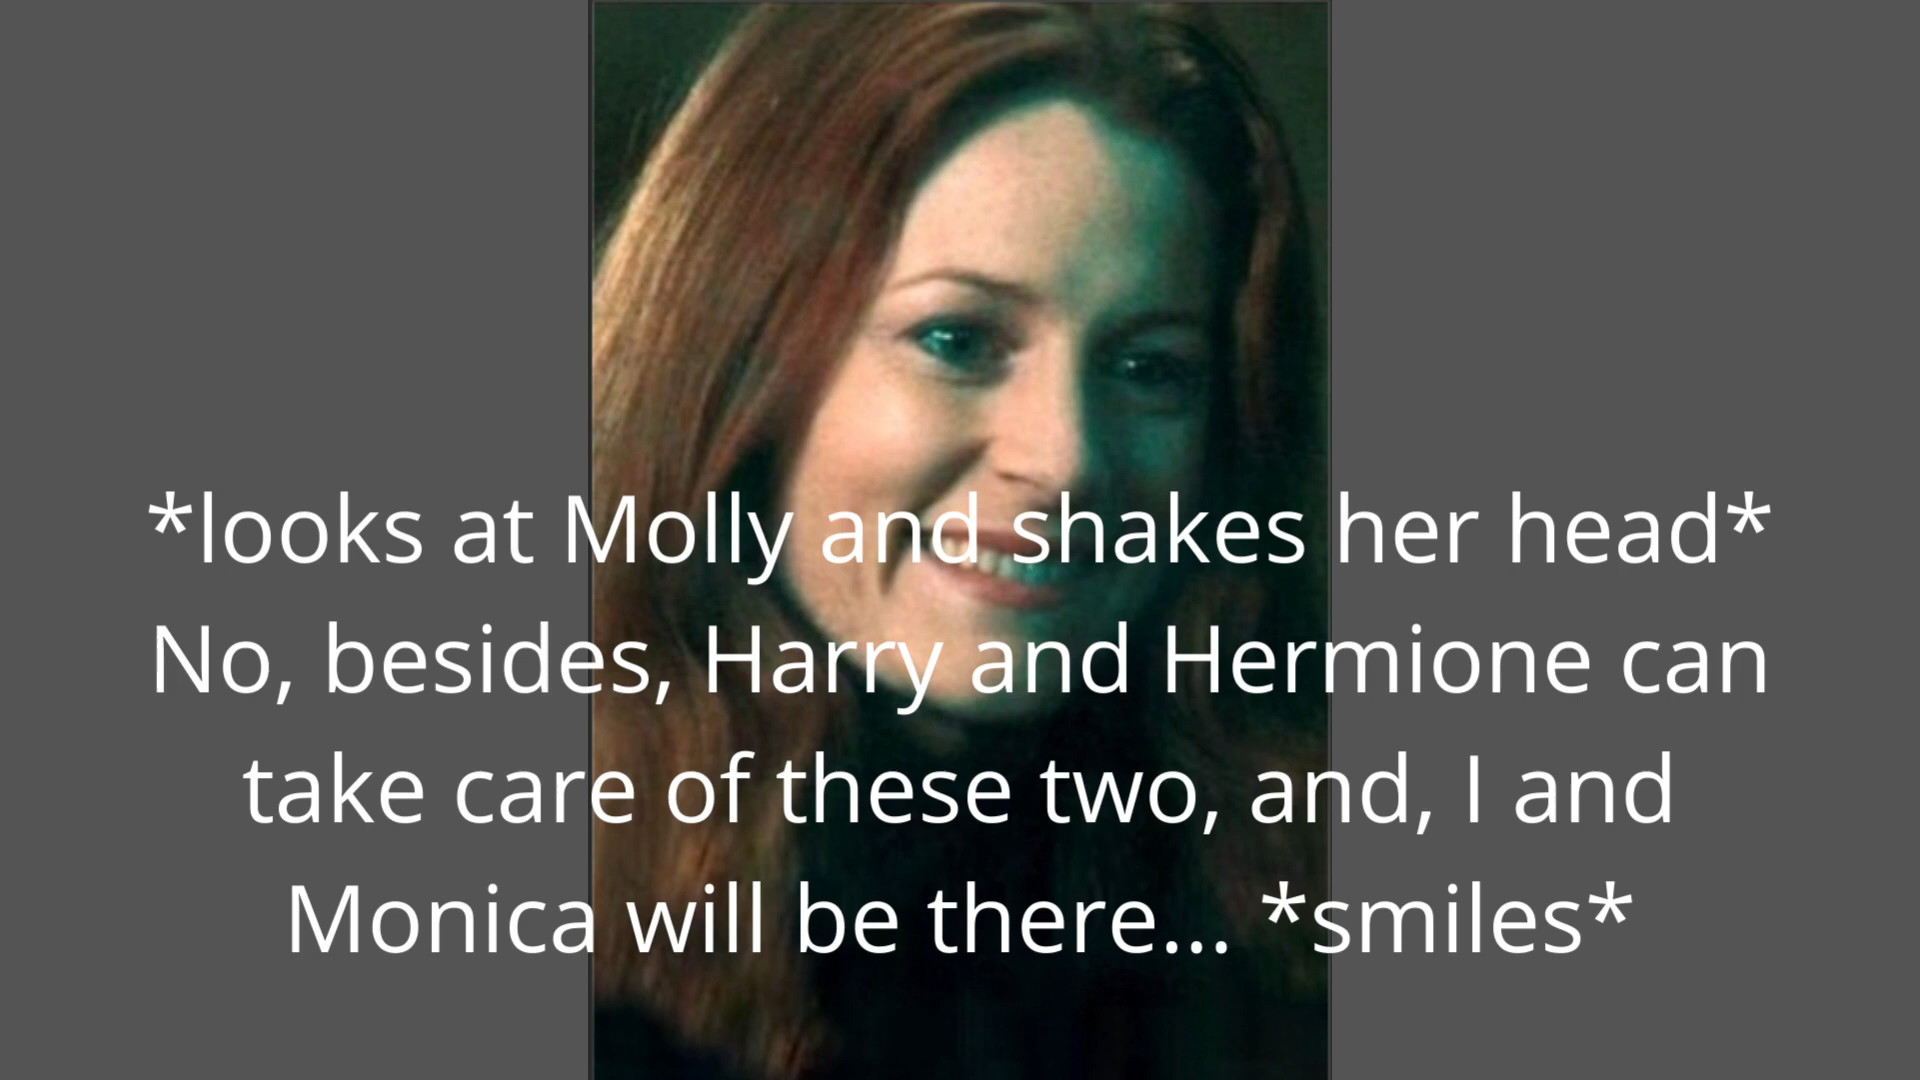 *looks at Molly and shakes her head*
No, besides, Harry and Hermione can
take care of these two, and, I and
Monica will be there... *smiles*